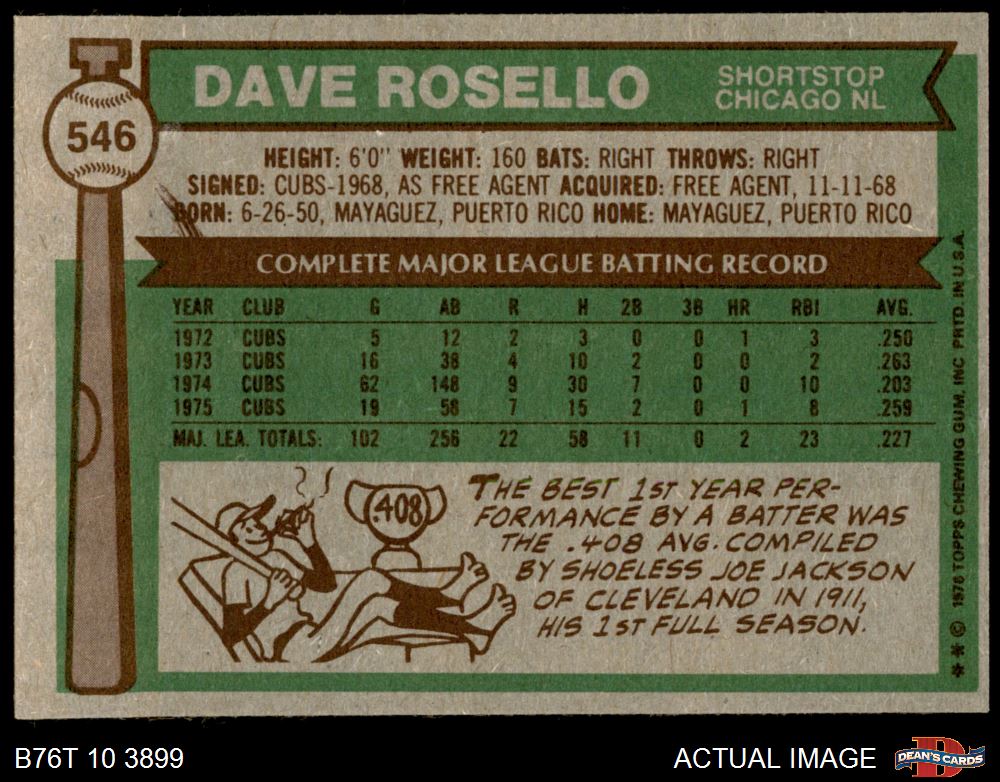 546
DAVE ROSELLO
SHORTSTOP
CHICAGO NL
HEIGHT: 6'0" WEIGHT: 160 BATS: RIGHT THROWS: RIGHT
SIGNED: CUBS-1968, AS FREE AGENT ACQUIRED: FREE AGENT, 11-11-68
BORN: 6-26-50, MAYAGUEZ, PUERTO RICO HOME: MAYAGUEZ, PUERTO RICO
COMPLETE MAJOR LEAGUE BATTING RECORD
YEAR CLUB G AB R H 2B 3B HR RBI AVG.
1972 CUBS 5 12 2 3 0 0 1 3 .250
1973 CUBS 16 38 4 10 2 0 0 2 .263
1974 CUBS 62 148 9 30 7 0 0 10 .203
1975 CUBS 19 58 7 15 2 0 1 8 .259
MAJ. LEA. TOTALS: 102 256 22 58 11 0 2 23 .227
.408
THE BEST 1ST YEAR PER-
FORMANCE BY A BATTER WAS
THE .408 AVG. COMPILED
BY SHOELESS JOE JACKSON
OF CLEVELAND IN 1911,
HIS 1ST FULL SEASON.
* * © 1976 TOPPS CHEWING GUM, INC PRTD. IN U.S.A.
B76T 10 3899
ACTUAL IMAGE
D
DEAN'S CARDS